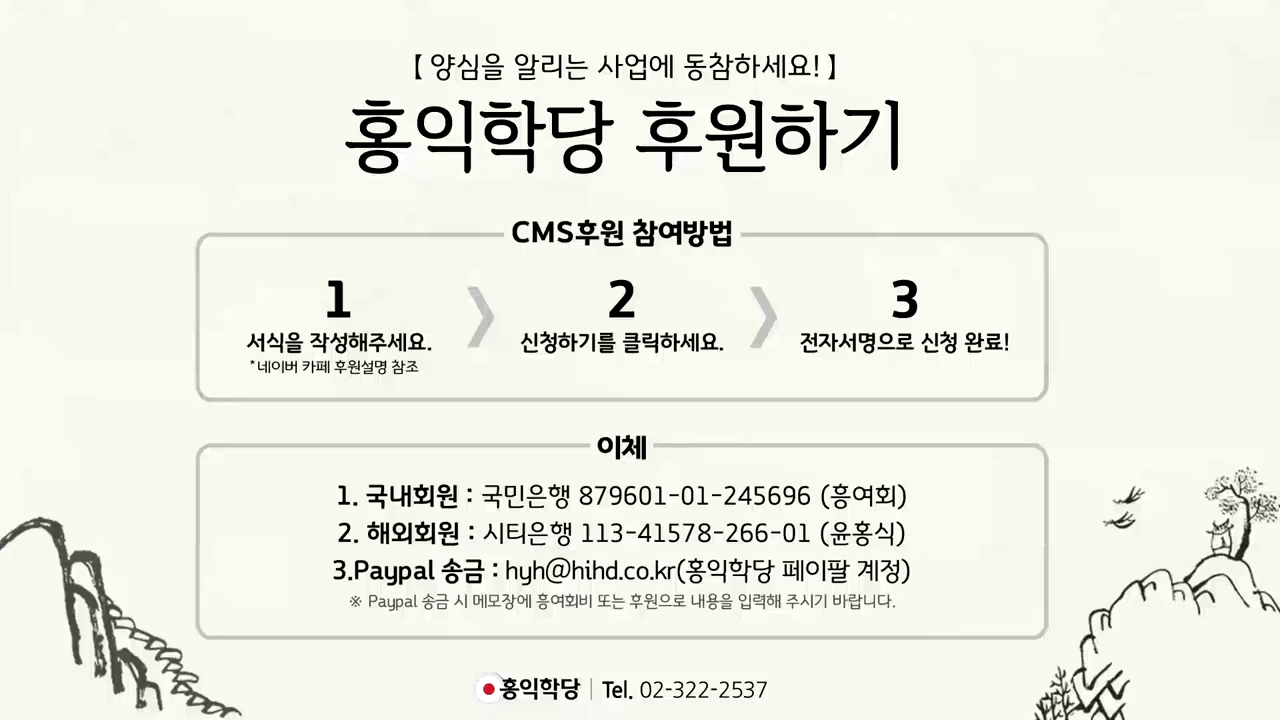 【 양심을 알리는 사업에 동참하세요! 】
홍익학당 후원하기
CMS후원 참여방법
1
서식을 작성해주세요.
*네이버 카페 후원설명 참조
2
신청하기를 클릭하세요.
3
전자서명으로 신청 완료!
이체
1. 국내회원 : 국민은행 879601-01-245696 (흥여회)
2. 해외회원 : 시티은행 113-41578-266-01 (윤홍식)
3.Paypal 송금 : hyh@hihd.co.kr(홍익학당 페이팔 계정)
※ Paypal 송금 시 메모장에 흥여회비 또는 후원으로 내용을 입력해 주시기 바랍니다.
홍익학당 | Tel. 02-322-2537